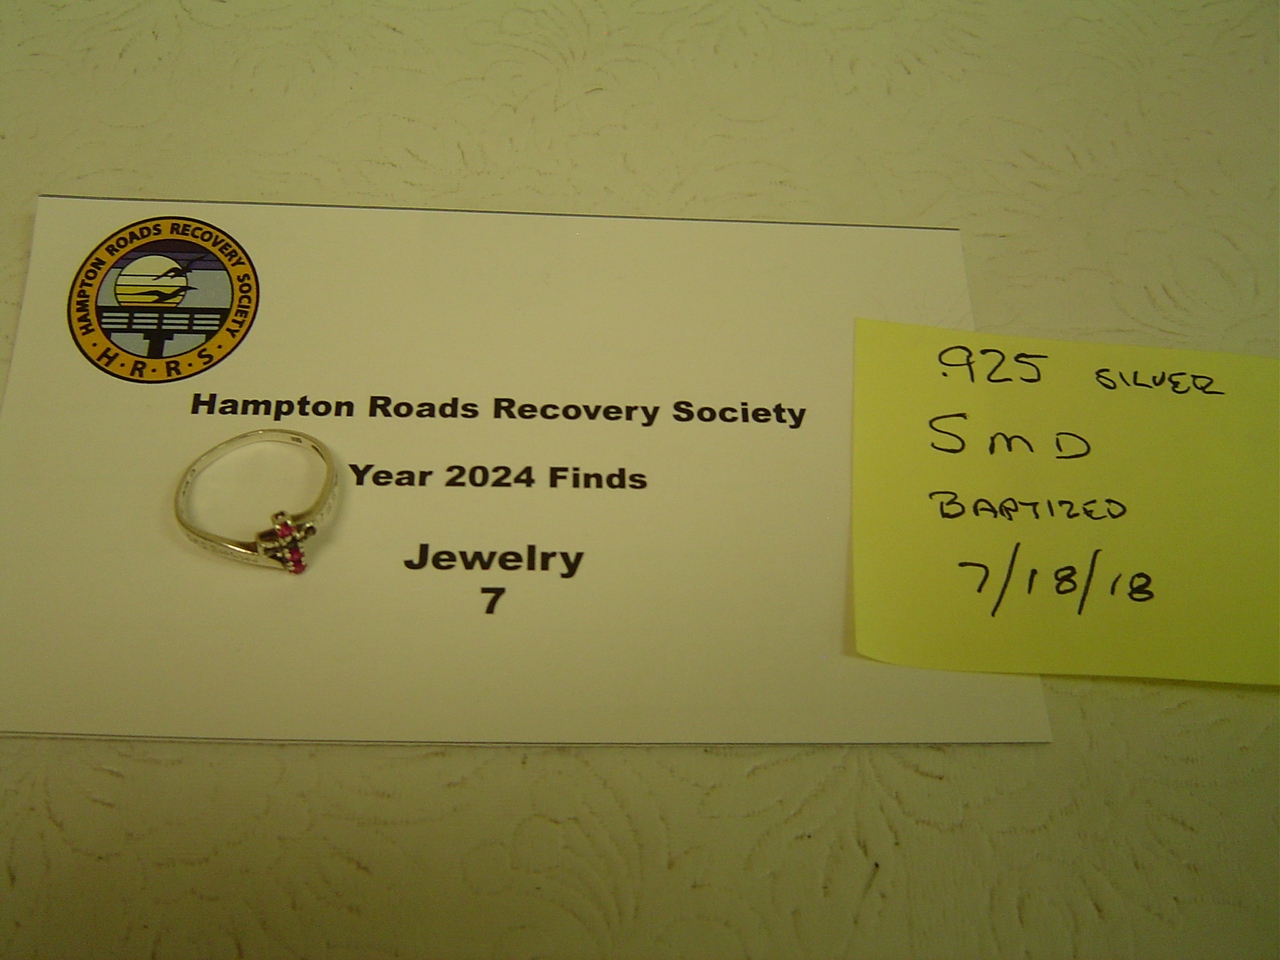 HAMPTON ROADS RECOVERY SOCIETY
· H · R · R · S ·
Hampton Roads Recovery Society
Year 2024 Finds
Jewelry
7
.925 SILVER
SMD
BAPTIZED
7/18/18